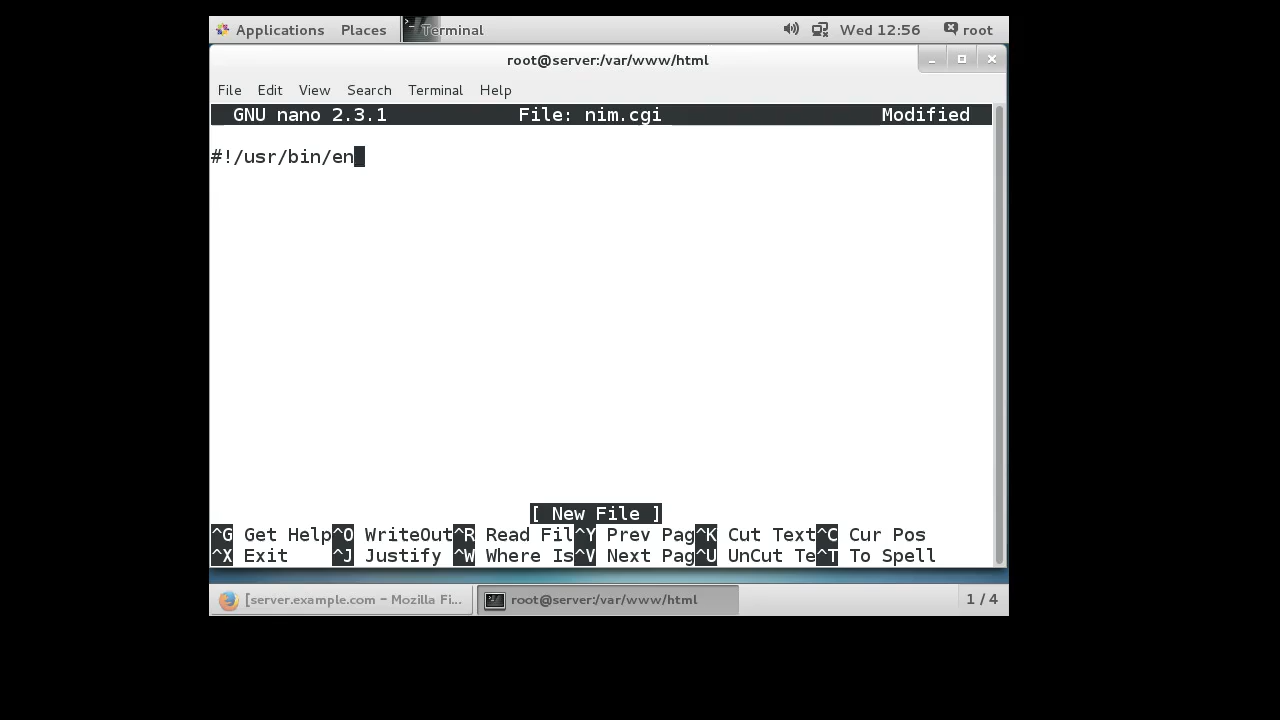 Applications Places Terminal Wed 12:56 root
root@server:/var/www/html
File Edit View Search Terminal Help
GNU nano 2.3.1 File: nim.cgi Modified
#!/usr/bin/en
[ New File ]
^G Get Help^O WriteOut^R Read Fil^Y Prev Pag^K Cut Text^C Cur Pos
^X Exit ^J Justify ^W Where Is^V Next Pag^U UnCut Te^T To Spell
[server.example.com – Mozilla Fi... root@server:/var/www/html 1 / 4